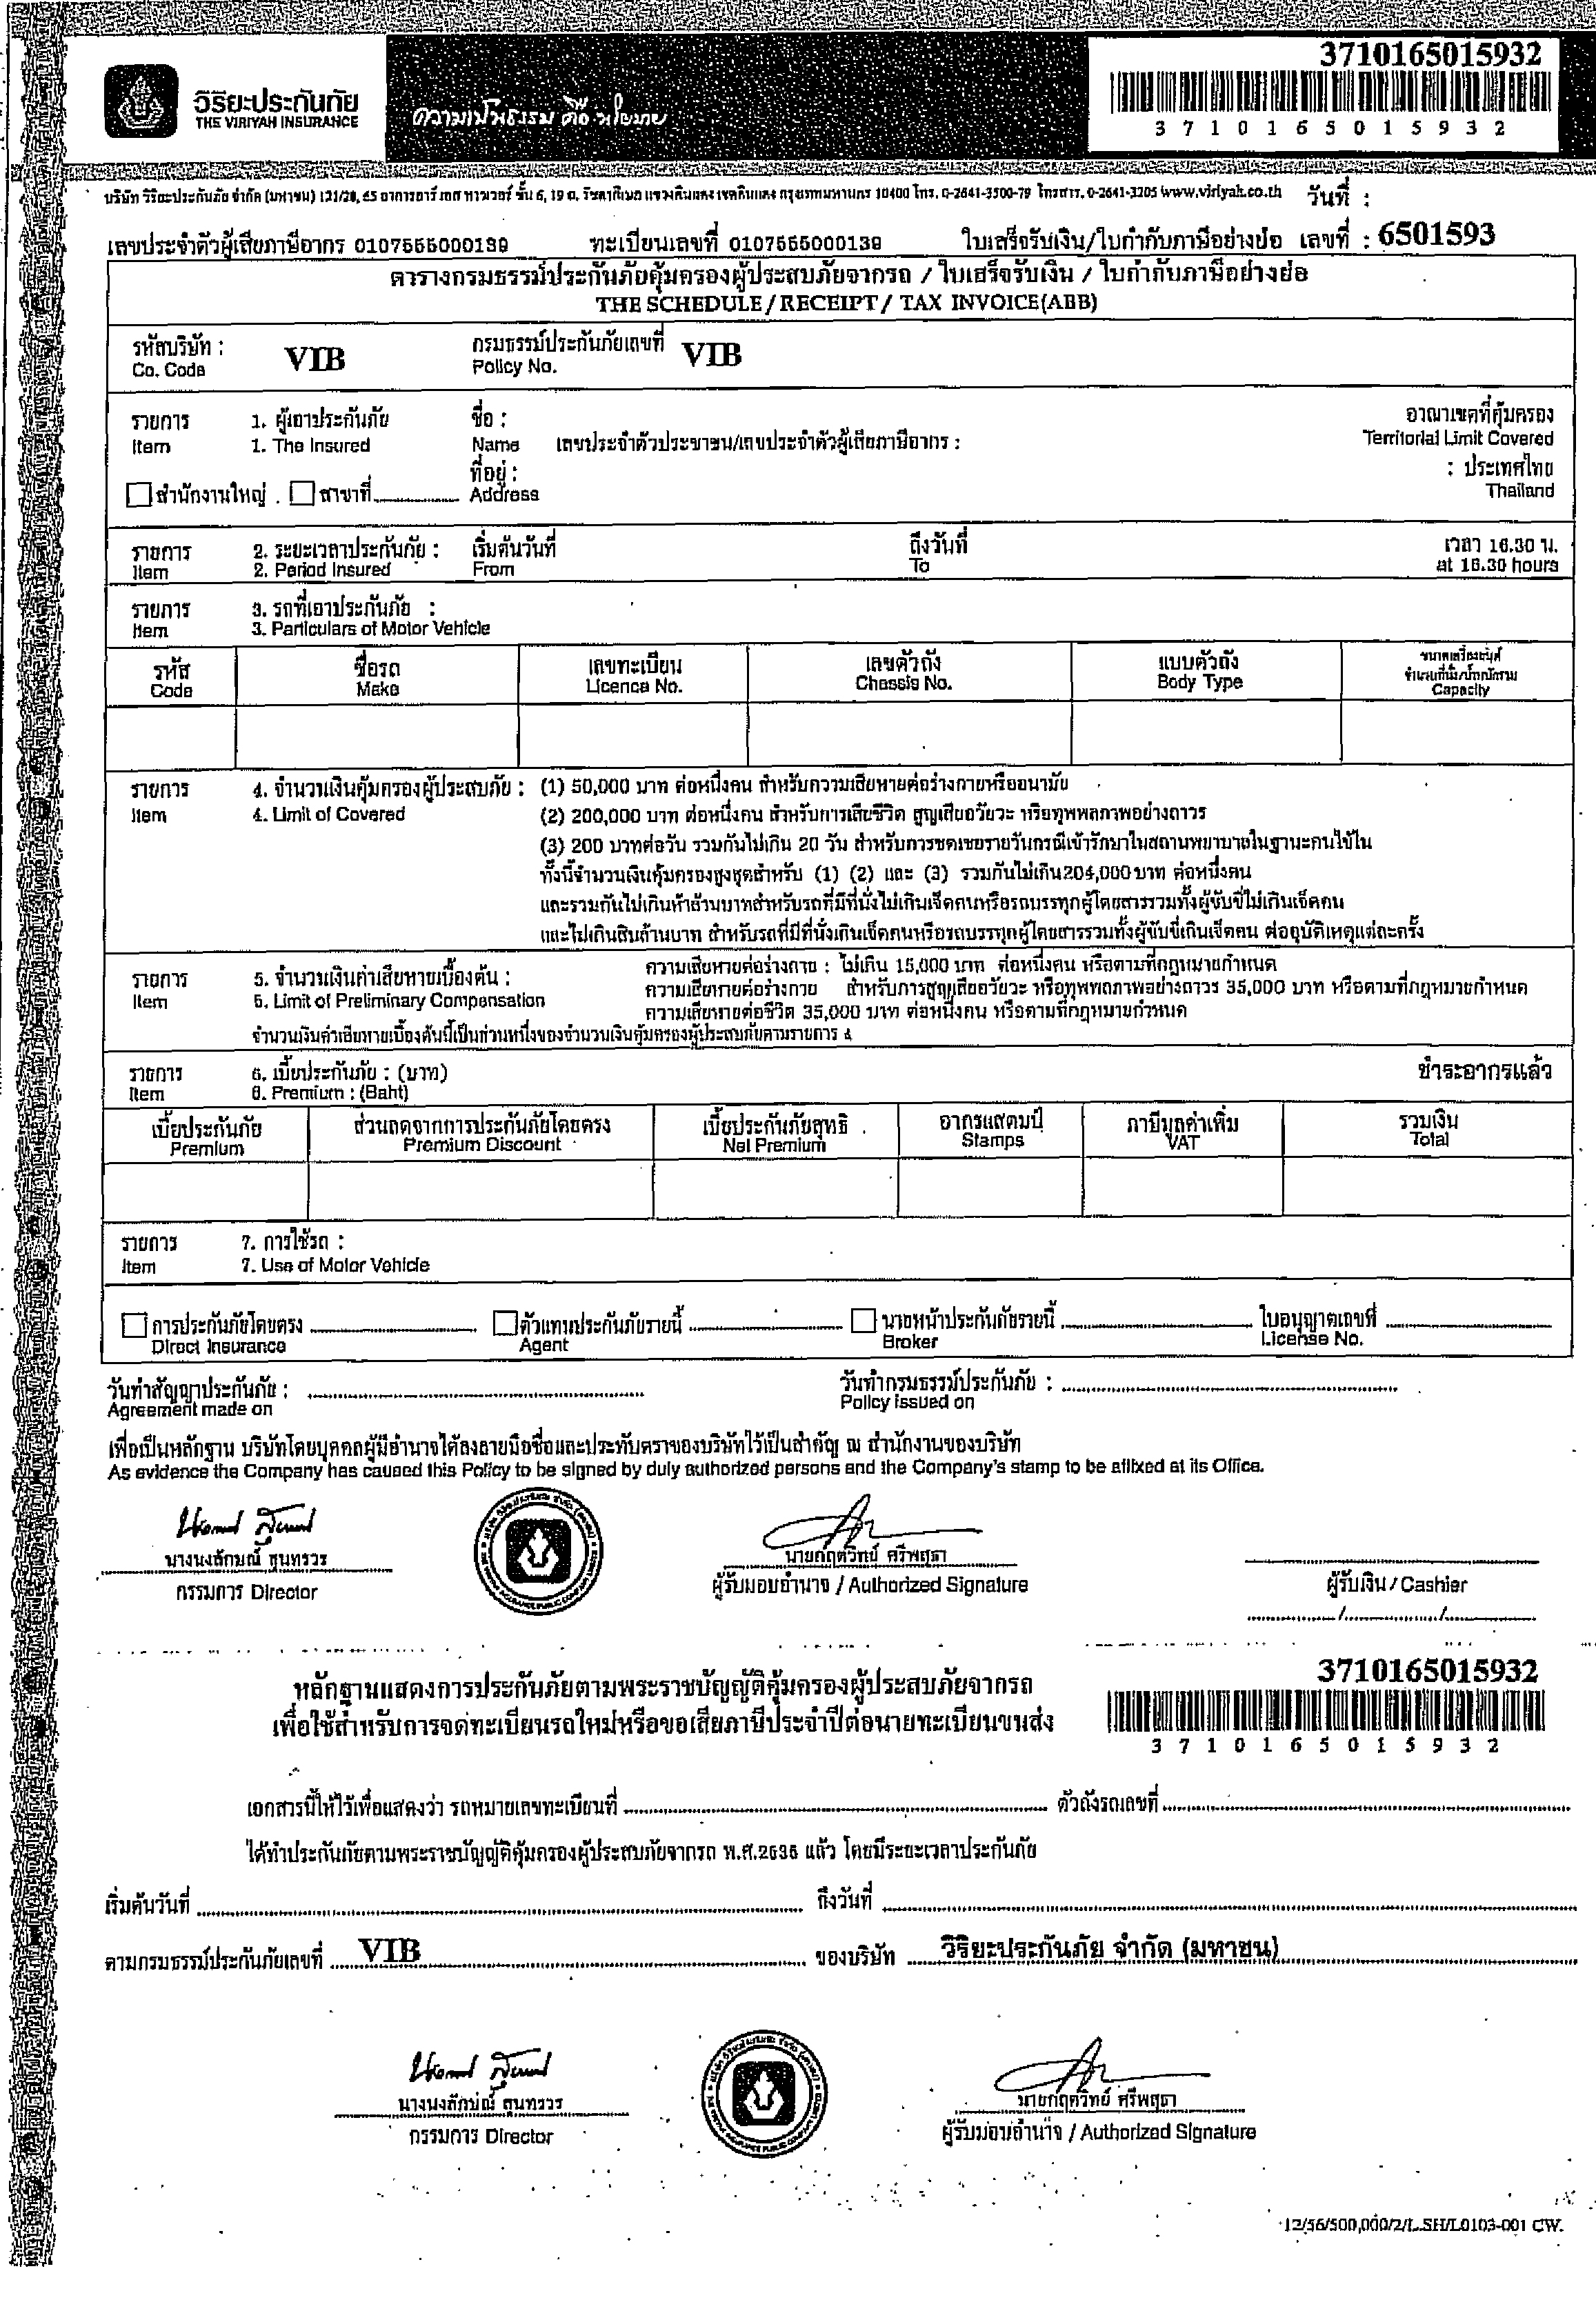 3710165015932
วิริยะประกันภัย
THE VIRIYAH INSURANCE
ความเป็นธรรม คือ นโยบาย
3 7 1 0 1 6 5 0 1 5 9 3 2
บริษัท วิริยะประกันภัย จำกัด (มหาชน) 121/28, 65 อาคารอาร์ เอส ทาวเวอร์ ชั้น 6, 19 ถ. รัชดาภิเษก แขวงดินแดง เขตดินแดง กรุงเทพมหานคร 10400 โทร. 0-2641-3500-79 โทรสาร. 0-2641-3205 www.viriyah.co.th วันที่ :
เลขประจำตัวผู้เสียภาษีอากร 0107555000139 ทะเบียนเลขที่ 0107555000139 ใบเสร็จรับเงิน/ใบกำกับภาษีอย่างย่อ เลขที่ : 6501593
ตารางกรมธรรม์ประกันภัยคุ้มครองผู้ประสบภัยจากรถ / ใบเสร็จรับเงิน / ใบกำกับภาษีอย่างย่อ
THE SCHEDULE/RECEIPT/ TAX INVOICE(ABB)
รหัสบริษัท : VIB กรมธรรม์ประกันภัยเลขที่ VIB
Co. Code Policy No.
รายการ 1. ผู้เอาประกันภัย ชื่อ : อาณาเขตที่คุ้มครอง
Item 1. The Insured Name เลขประจำตัวประชาชน/เลขประจำตัวผู้เสียภาษีอากร : Territorial Limit Covered
ที่อยู่ : : ประเทศไทย
สำนักงานใหญ่ . สาขาที่ Address Thailand
รายการ 2. ระยะเวลาประกันภัย : เริ่มต้นวันที่ ถึงวันที่ เวลา 16.30 น.
Item 2. Period Insured From To at 16.30 hours
รายการ 3. รถที่เอาประกันภัย :
Item 3. Particulars of Motor Vehicle
รหัส ชื่อรถ เลขทะเบียน เลขตัวถัง แบบตัวถัง ขนาดเครื่องยนต์
Code Make Licence No. Chassis No. Body Type จำนวนที่นั่ง/น้ำหนักรวม
Capacity
รายการ 4. จำนวนเงินคุ้มครองผู้ประสบภัย : (1) 50,000 บาท ต่อหนึ่งคน สำหรับความเสียหายต่อร่างกายหรืออนามัย
Item 4. Limit of Covered (2) 200,000 บาท ต่อหนึ่งคน สำหรับการเสียชีวิต สูญเสียอวัยวะ หรือทุพพลภาพอย่างถาวร
(3) 200 บาทต่อวัน รวมกันไม่เกิน 20 วัน สำหรับการชดเชยรายวันกรณีเข้ารักษาในสถานพยาบาลในฐานะคนไข้ใน
ทั้งนี้จำนวนเงินคุ้มครองสูงสุดสำหรับ (1) (2) และ (3) รวมกันไม่เกิน204,000บาท ต่อหนึ่งคน
และรวมกันไม่เกินห้าล้านบาทสำหรับรถที่มีที่นั่งไม่เกินเจ็ดคนหรือรถบรรทุกผู้โดยสารรวมทั้งผู้ขับขี่ไม่เกินเจ็ดคน
และไม่เกินสิบล้านบาท สำหรับรถที่มีที่นั่งเกินเจ็ดคนหรือรถบรรทุกผู้โดยสารรวมทั้งผู้ขับขี่เกินเจ็ดคน ต่ออุบัติเหตุแต่ละครั้ง
รายการ 5. จำนวนเงินค่าเสียหายเบื้องต้น : ความเสียหายต่อร่างกาย : ไม่เกิน 15,000 บาท ต่อหนึ่งคน หรือตามที่กฎหมายกำหนด
Item 5. Limit of Preliminary Compensation ความเสียหายต่อร่างกาย สำหรับการสูญเสียอวัยวะ หรือทุพพลภาพอย่างถาวร 35,000 บาท หรือตามที่กฎหมายกำหนด
ความเสียหายต่อชีวิต 35,000 บาท ต่อหนึ่งคน หรือตามที่กฎหมายกำหนด
จำนวนเงินค่าเสียหายเบื้องต้นนี้เป็นส่วนหนึ่งของจำนวนเงินคุ้มครองผู้ประสบภัยตามรายการ 4
รายการ 6. เบี้ยประกันภัย : (บาท) ชำระอากรแล้ว
Item 6. Premium : (Baht)
เบี้ยประกันภัย ส่วนลดจากการประกันภัยโดยตรง เบี้ยประกันภัยสุทธิ อากรแสตมป์ ภาษีมูลค่าเพิ่ม รวมเงิน
Premium Premium Discount Net Premium Stamps VAT Total
รายการ 7. การใช้รถ :
Item 7. Use of Motor Vehicle
การประกันภัยโดยตรง ตัวแทนประกันภัยรายนี้ นายหน้าประกันภัยรายนี้ ใบอนุญาตเลขที่
Direct Insurance Agent Broker License No.
วันทำสัญญาประกันภัย : วันทำกรมธรรม์ประกันภัย :
Agreement made on Policy issued on
เพื่อเป็นหลักฐาน บริษัทโดยบุคคลผู้มีอำนาจได้ลงลายมือชื่อและประทับตราของบริษัทไว้เป็นสำคัญ ณ สำนักงานของบริษัท
As evidence the Company has caused this Policy to be signed by duly authorized persons and the Company's stamp to be affixed at its Office.
นางนงลักษณ์ สุนทรวร นายกฤตวิทย์ ศรีพสุธา
กรรมการ Director ผู้รับมอบอำนาจ / Authorized Signature ผู้รับเงิน / Cashier
3710165015932
หลักฐานแสดงการประกันภัยตามพระราชบัญญัติคุ้มครองผู้ประสบภัยจากรถ
เพื่อใช้สำหรับการจดทะเบียนรถใหม่หรือขอเสียภาษีประจำปีต่อนายทะเบียนขนส่ง
3 7 1 0 1 6 5 0 1 5 9 3 2
เอกสารนี้ให้ไว้เพื่อแสดงว่า รถหมายเลขทะเบียนที่ ตัวถังรถเลขที่
ได้ทำประกันภัยตามพระราชบัญญัติคุ้มครองผู้ประสบภัยจากรถ พ.ศ.2535 แล้ว โดยมีระยะเวลาประกันภัย
เริ่มต้นวันที่ ถึงวันที่
ตามกรมธรรม์ประกันภัยเลขที่ VIB ของบริษัท วิริยะประกันภัย จำกัด (มหาชน)
นางนงลักษณ์ สุนทรวร นายกฤตวิทย์ ศรีพสุธา
กรรมการ Director ผู้รับมอบอำนาจ / Authorized Signature
12/56/500,000/2/L.SH/L0103-001 CW.